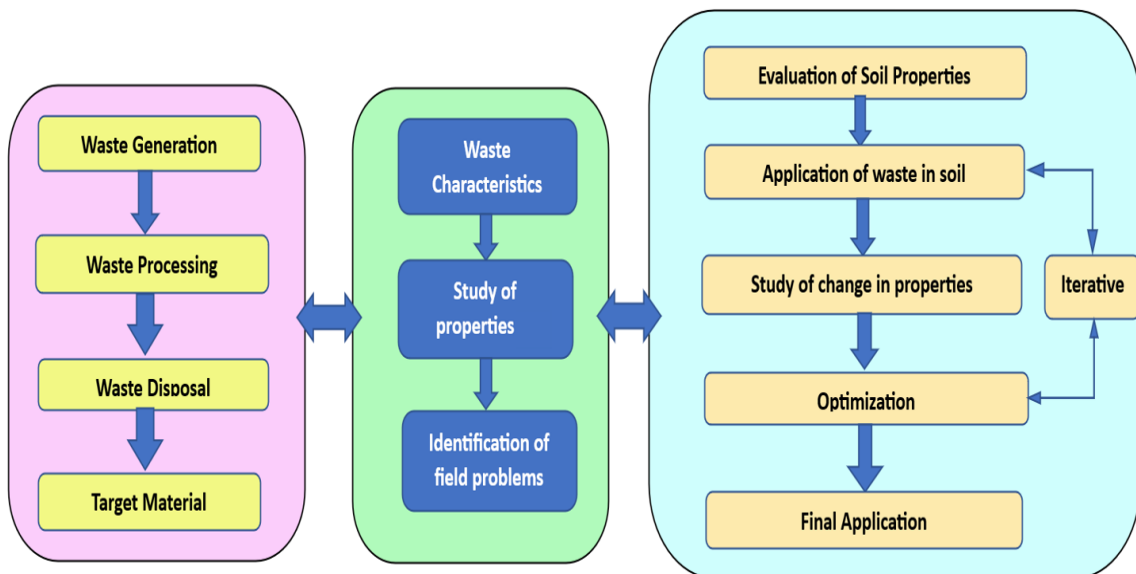 Waste Generation
Waste Processing
Waste Disposal
Target Material
Waste
Characteristics
Study of
properties
Identification of
field problems
Evaluation of Soil Properties
Application of waste in soil
Study of change in properties
Iterative
Optimization
Final Application